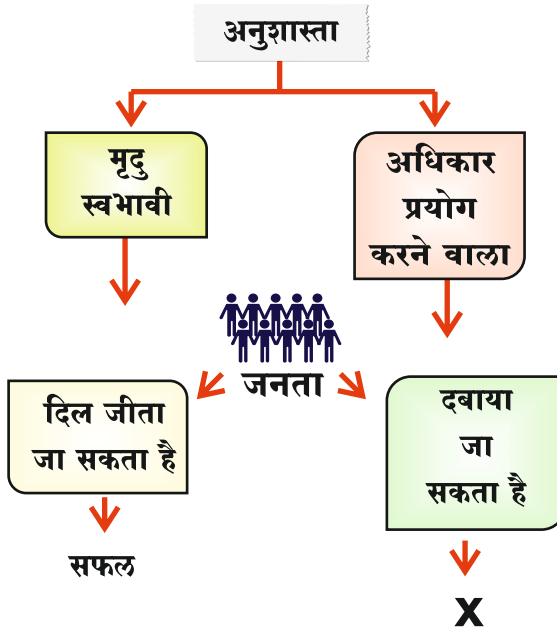 अनुशास्ता
मृदु
स्वभावी
अधिकार
प्रयोग
करने वाला
जनता
दिल जीता
जा सकता है
दबाया
जा
सकता है
सफल
X